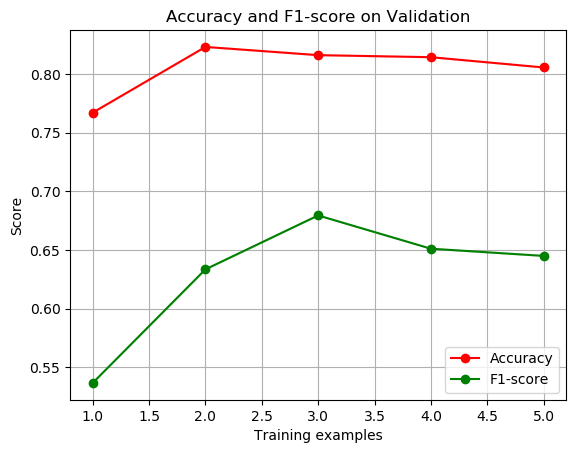 Accuracy and F1-score on Validation
0.80
0.75
0.70
0.65
0.60
0.55
Score
1.0 1.5 2.0 2.5 3.0 3.5 4.0 4.5 5.0
Training examples
Accuracy
F1-score